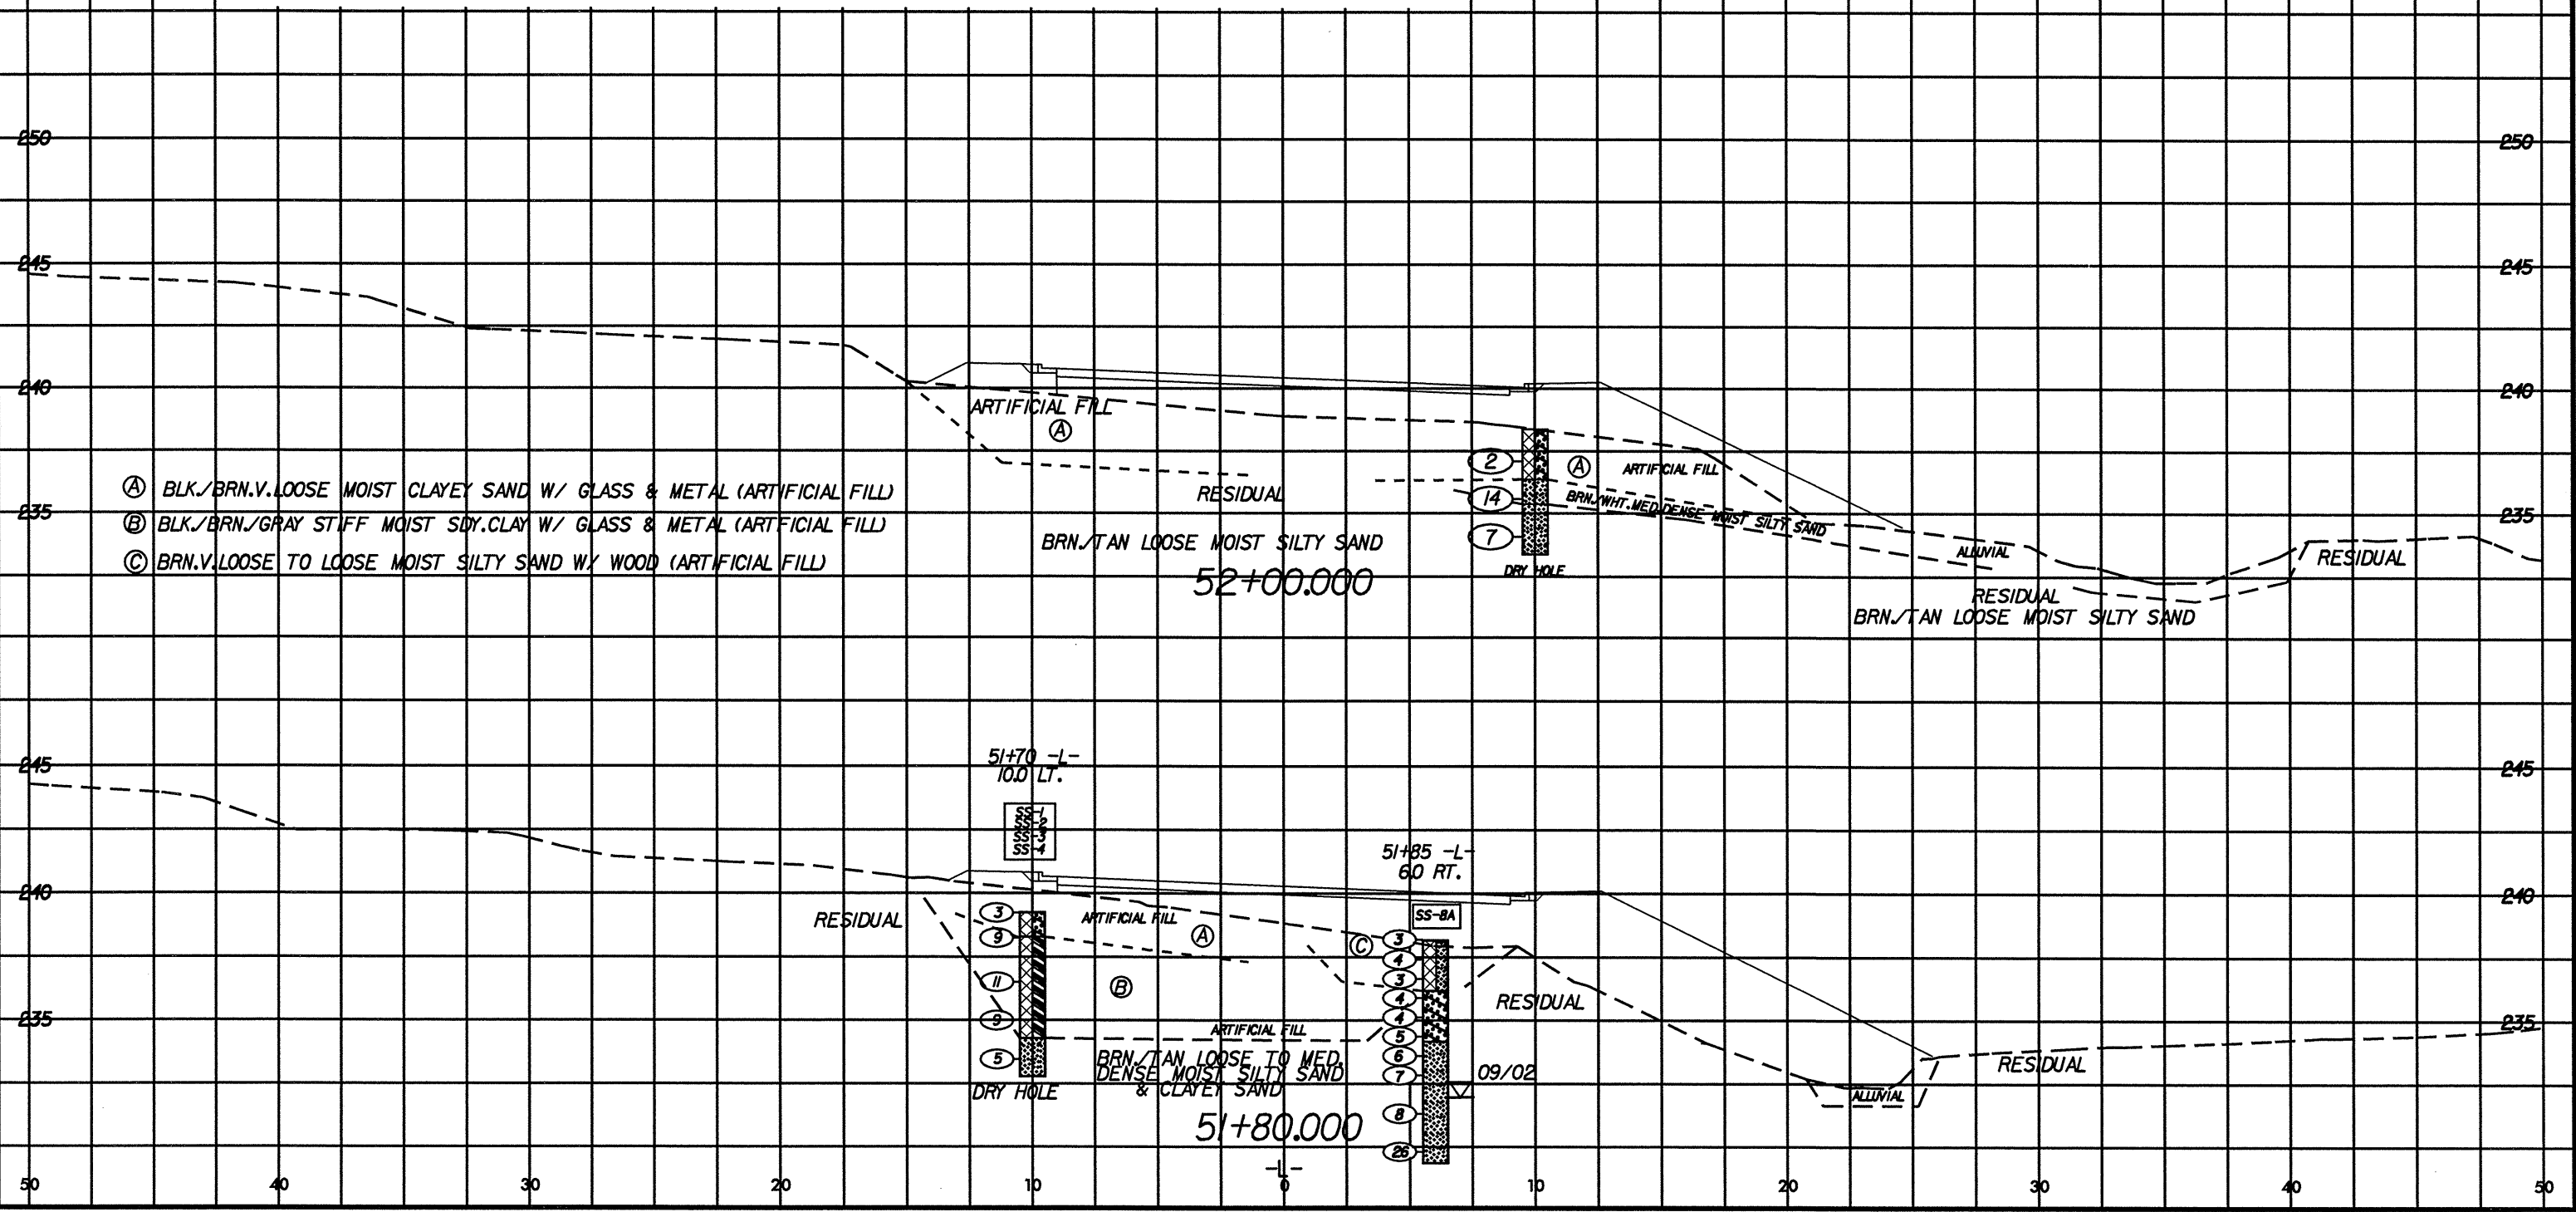 250 250
245 245
240 240
ARTIFICIAL FILL
A
2 A ARTIFICIAL FILL
A BLK./BRN.V.LOOSE MOIST CLAYEY SAND W/ GLASS & METAL (ARTIFICIAL FILL)
RESIDUAL
14 BRN./WHT.MED.DENSE MOIST SILTY SAND
235 235
B BLK./BRN./GRAY STIFF MOIST SDY.CLAY W/ GLASS & METAL (ARTIFICIAL FILL)
BRN./TAN LOOSE MOIST SILTY SAND
7
ALLUVIAL
RESIDUAL
C BRN.V.LOOSE TO LOOSE MOIST SILTY SAND W/ WOOD (ARTIFICIAL FILL)
DRY HOLE
52+00.000
RESIDUAL
BRN./TAN LOOSE MOIST SILTY SAND
51+70 -L-
10.0 LT.
245 245
SS-1
SS-2
SS-3
SS-4
51+85 -L-
6.0 RT.
240 240
SS-8A
RESIDUAL
3
ARTIFICIAL FILL
9
A
C
3
4
11
B
3
4
RESIDUAL
235 235
9
ARTIFICIAL FILL
4
5
5
BRN./TAN LOOSE TO MED.
DENSE MOIST SILTY SAND
& CLAYEY SAND
6
7
09/02
RESIDUAL
DRY HOLE
ALLUVIAL
8
51+80.000
26
-L-
50 40 30 20 10 0 10 20 30 40 50